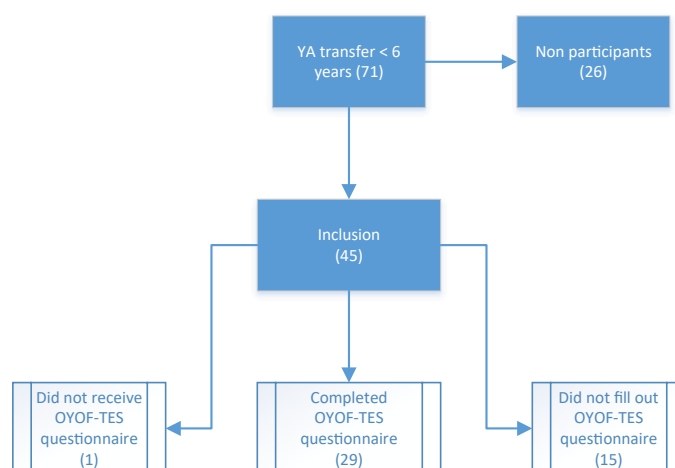 YA transfer < 6
years (71)
Non participants
(26)
Inclusion
(45)
Did not receive
OYOF-TES
questionnaire
(1)
Completed
OYOF-TES
questionnaire
(29)
Did not fill out
OYOF-TES
questionnaire
(15)